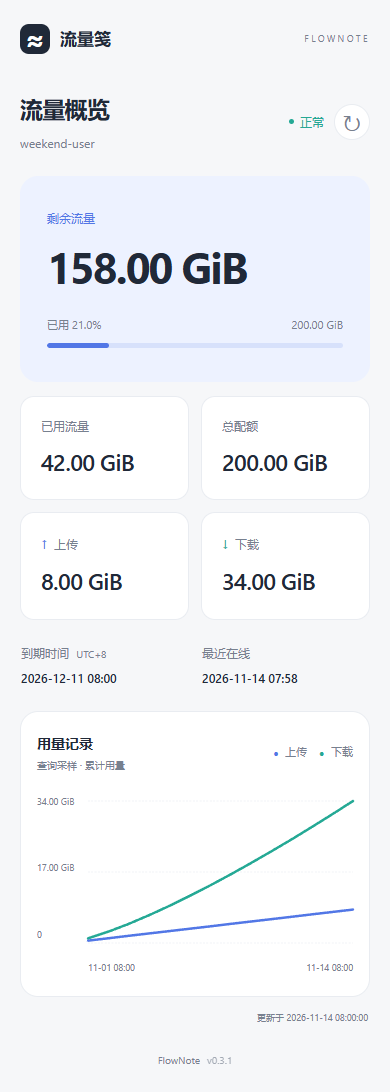 ≈ 流量笺
FLOWNOTE
流量概览
weekend-user
正常
↻
剩余流量
158.00 GiB
已用 21.0%
200.00 GiB
已用流量
42.00 GiB
总配额
200.00 GiB
↑ 上传
8.00 GiB
↓ 下载
34.00 GiB
到期时间 UTC+8
2026-12-11 08:00
最近在线
2026-11-14 07:58
用量记录
查询采样 · 累计用量
上传
下载
34.00 GiB
17.00 GiB
0
11-01 08:00
11-14 08:00
更新于 2026-11-14 08:00:00
FlowNote v0.3.1